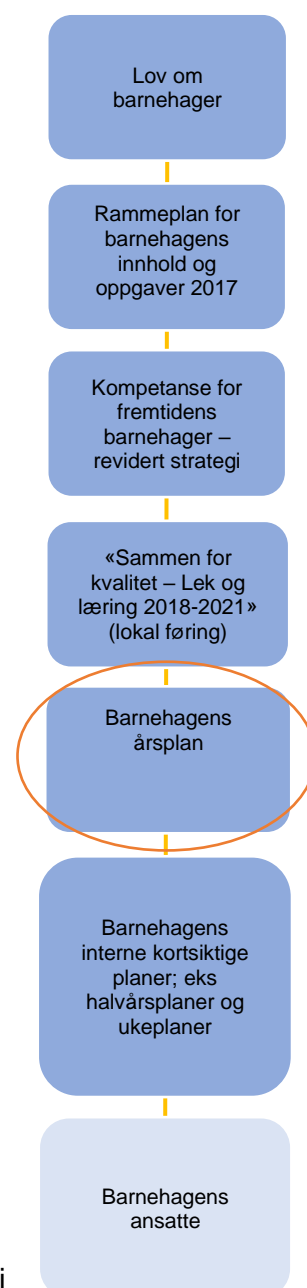 Lov om
barnehager
Rammeplan for
barnehagens
innhold og
oppgaver 2017
Kompetanse for
fremtidens
barnehager –
revidert strategi
«Sammen for
kvalitet – Lek og
læring 2018-2021»
(lokal føring)
Barnehagens
årsplan
Barnehagens
interne kortsiktige
planer; eks
halvårsplaner og
ukeplaner
Barnehagens
ansatte
i